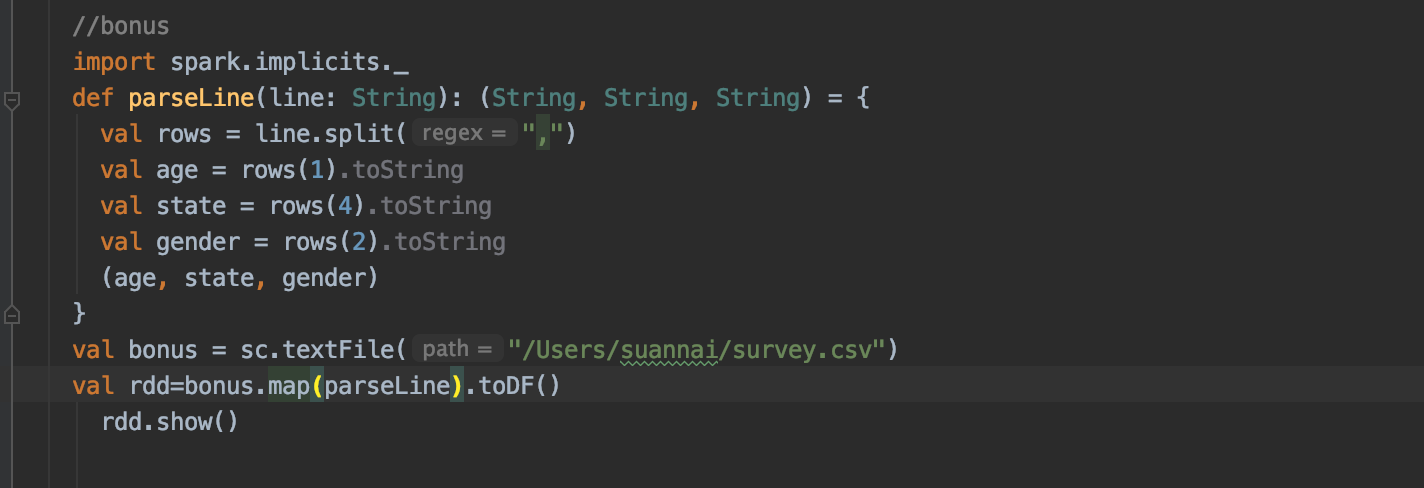 //bonus
import spark.implicits._
def parseLine(line: String): (String, String, String) = {
val rows = line.split( regex = ",")
val age = rows(1).toString
val state = rows(4).toString
val gender = rows(2).toString
(age, state, gender)
}
val bonus = sc.textFile( path = "/Users/suannai/survey.csv")
val rdd=bonus.map(parseLine).toDF()
rdd.show()